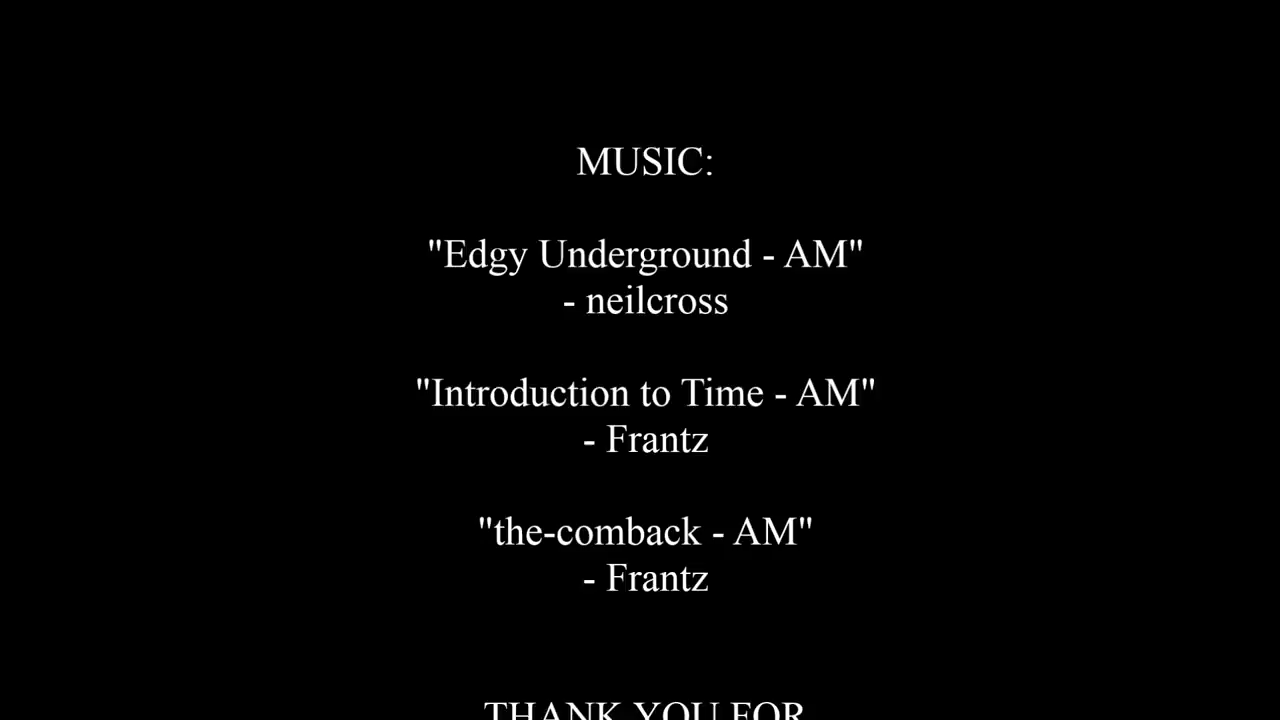 MUSIC:
"Edgy Underground - AM"
- neilcross
"Introduction to Time - AM"
- Frantz
"the-comback - AM"
- Frantz
THANK YOU FOR